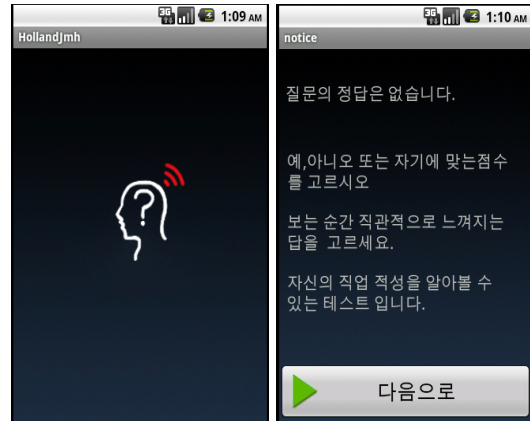 3G 1:09 AM
HollandJmh
?
3G 1:10 AM
notice
질문의 정답은 없습니다.
예,아니오 또는 자기에 맞는점수
를 고르시오
보는 순간 직관적으로 느껴지는
답을 고르세요.
자신의 직업 적성을 알아볼 수
있는 테스트 입니다.
다음으로